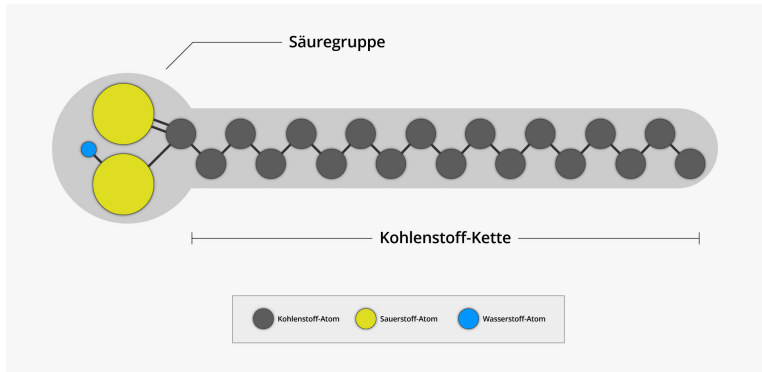 Säuregruppe
Kohlenstoff-Kette
Kohlenstoff-Atom
Sauerstoff-Atom
Wasserstoff-Atom